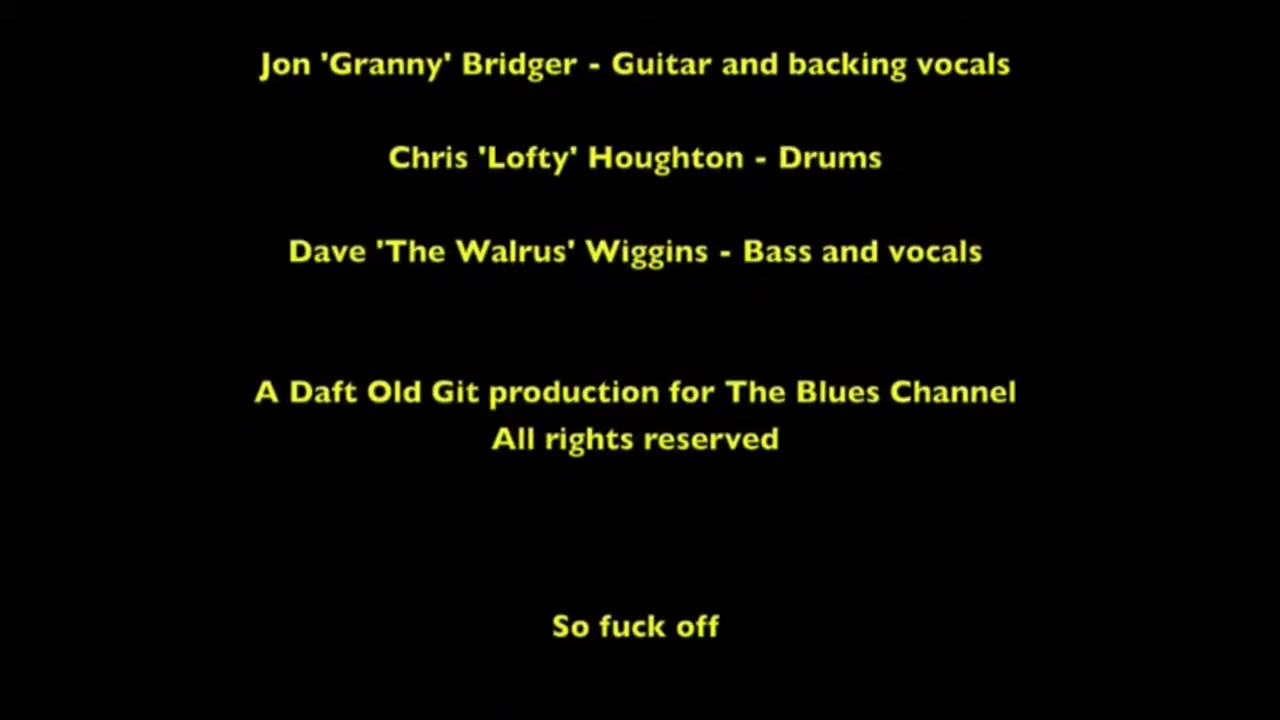 Jon 'Granny' Bridger - Guitar and backing vocals
Chris 'Lofty' Houghton - Drums
Dave 'The Walrus' Wiggins - Bass and vocals
A Daft Old Git production for The Blues Channel
All rights reserved
So fuck off